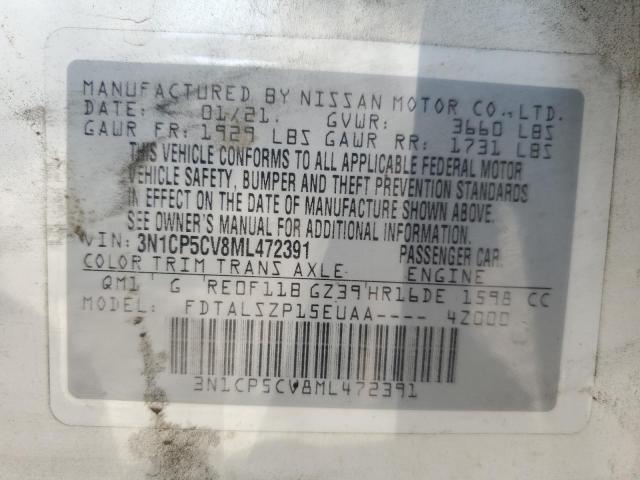 MANUFACTURED BY NISSAN MOTOR CO., LTD.
DATE: 01/21. GVWR: 3660 LBS
GAWR FR: 1929 LBS GAWR RR: 1731 LBS
THIS VEHICLE CONFORMS TO ALL APPLICABLE FEDERAL MOTOR
VEHICLE SAFETY, BUMPER AND THEFT PREVENTION STANDARDS
IN EFFECT ON THE DATE OF MANUFACTURE SHOWN ABOVE.
SEE OWNER'S MANUAL FOR ADDITIONAL INFORMATION.
VIN: 3N1CP5CV8ML472391 PASSENGER CAR.
COLOR TRIM TRANS AXLE ENGINE
QM1 G RE0F11B GZ39 HR16DE 1598 CC
MODEL: FDTALSZP15EUAA---- 4Z000
3N1CP5CV8ML472391